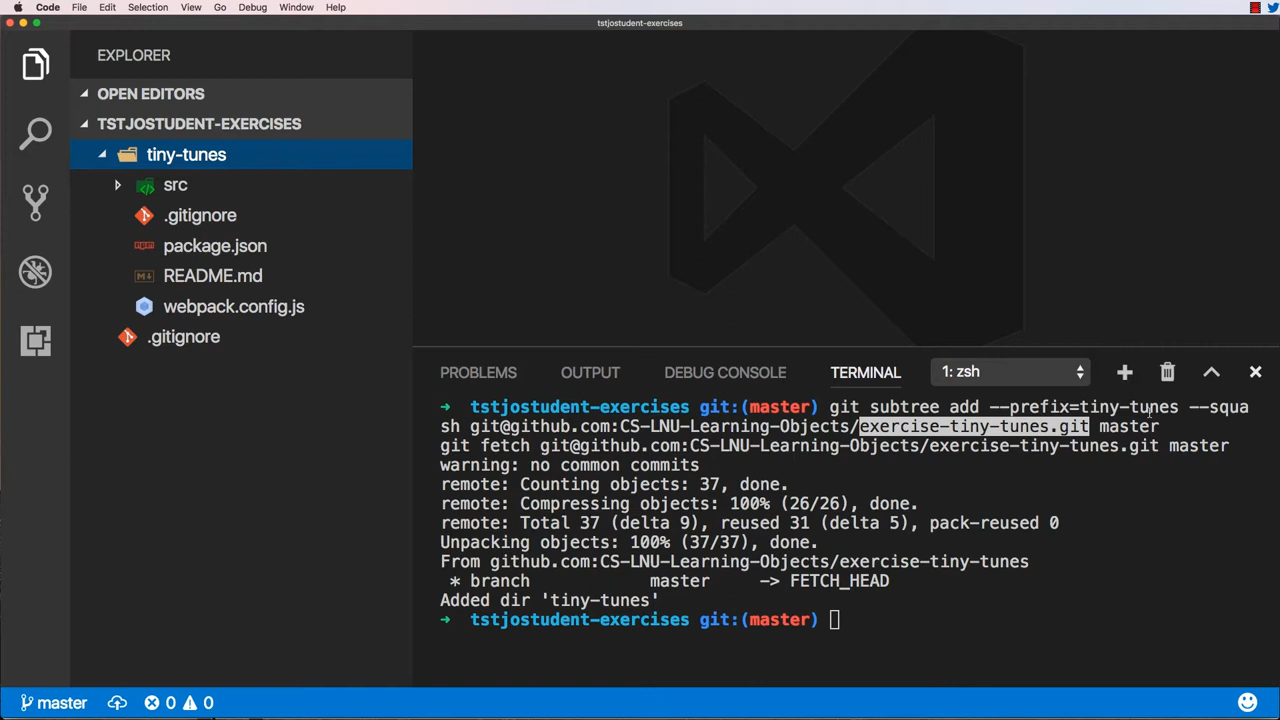 Code File Edit Selection View Go Debug Window Help
tstjostudent-exercises
EXPLORER
OPEN EDITORS
TSTJOSTUDENT-EXERCISES
tiny-tunes
src
.gitignore
package.json
README.md
webpack.config.js
.gitignore
PROBLEMS OUTPUT DEBUG CONSOLE TERMINAL 1: zsh
➜ tstjostudent-exercises git:(master) git subtree add --prefix=tiny-tunes --squa
sh git@github.com:CS-LNU-Learning-Objects/exercise-tiny-tunes.git master
git fetch git@github.com:CS-LNU-Learning-Objects/exercise-tiny-tunes.git master
warning: no common commits
remote: Counting objects: 37, done.
remote: Compressing objects: 100% (26/26), done.
remote: Total 37 (delta 9), reused 31 (delta 5), pack-reused 0
Unpacking objects: 100% (37/37), done.
From github.com:CS-LNU-Learning-Objects/exercise-tiny-tunes
* branch master -> FETCH_HEAD
Added dir 'tiny-tunes'
➜ tstjostudent-exercises git:(master)
master 0 0